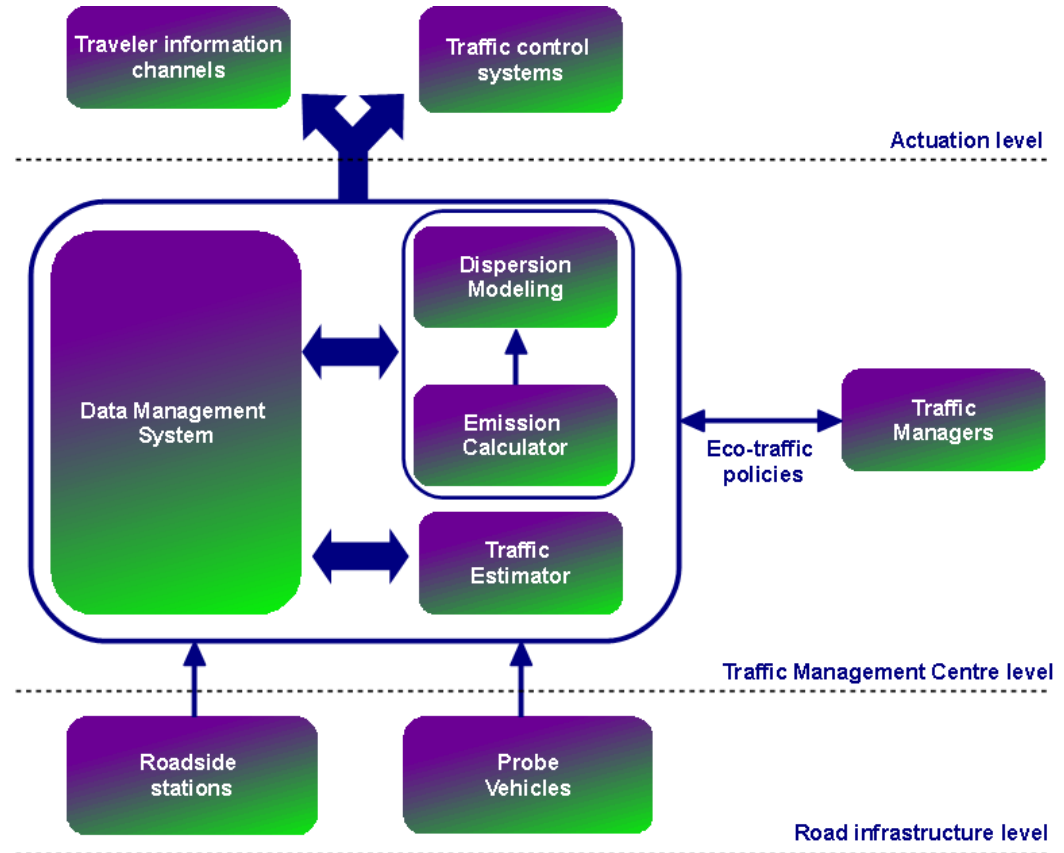 Traveler information
channels
Traffic control
systems
Actuation level
Dispersion
Modeling
Data Management
System
Emission
Calculator
Eco-traffic
policies
Traffic
Managers
Traffic
Estimator
Traffic Management Centre level
Roadside
stations
Probe
Vehicles
Road infrastructure level